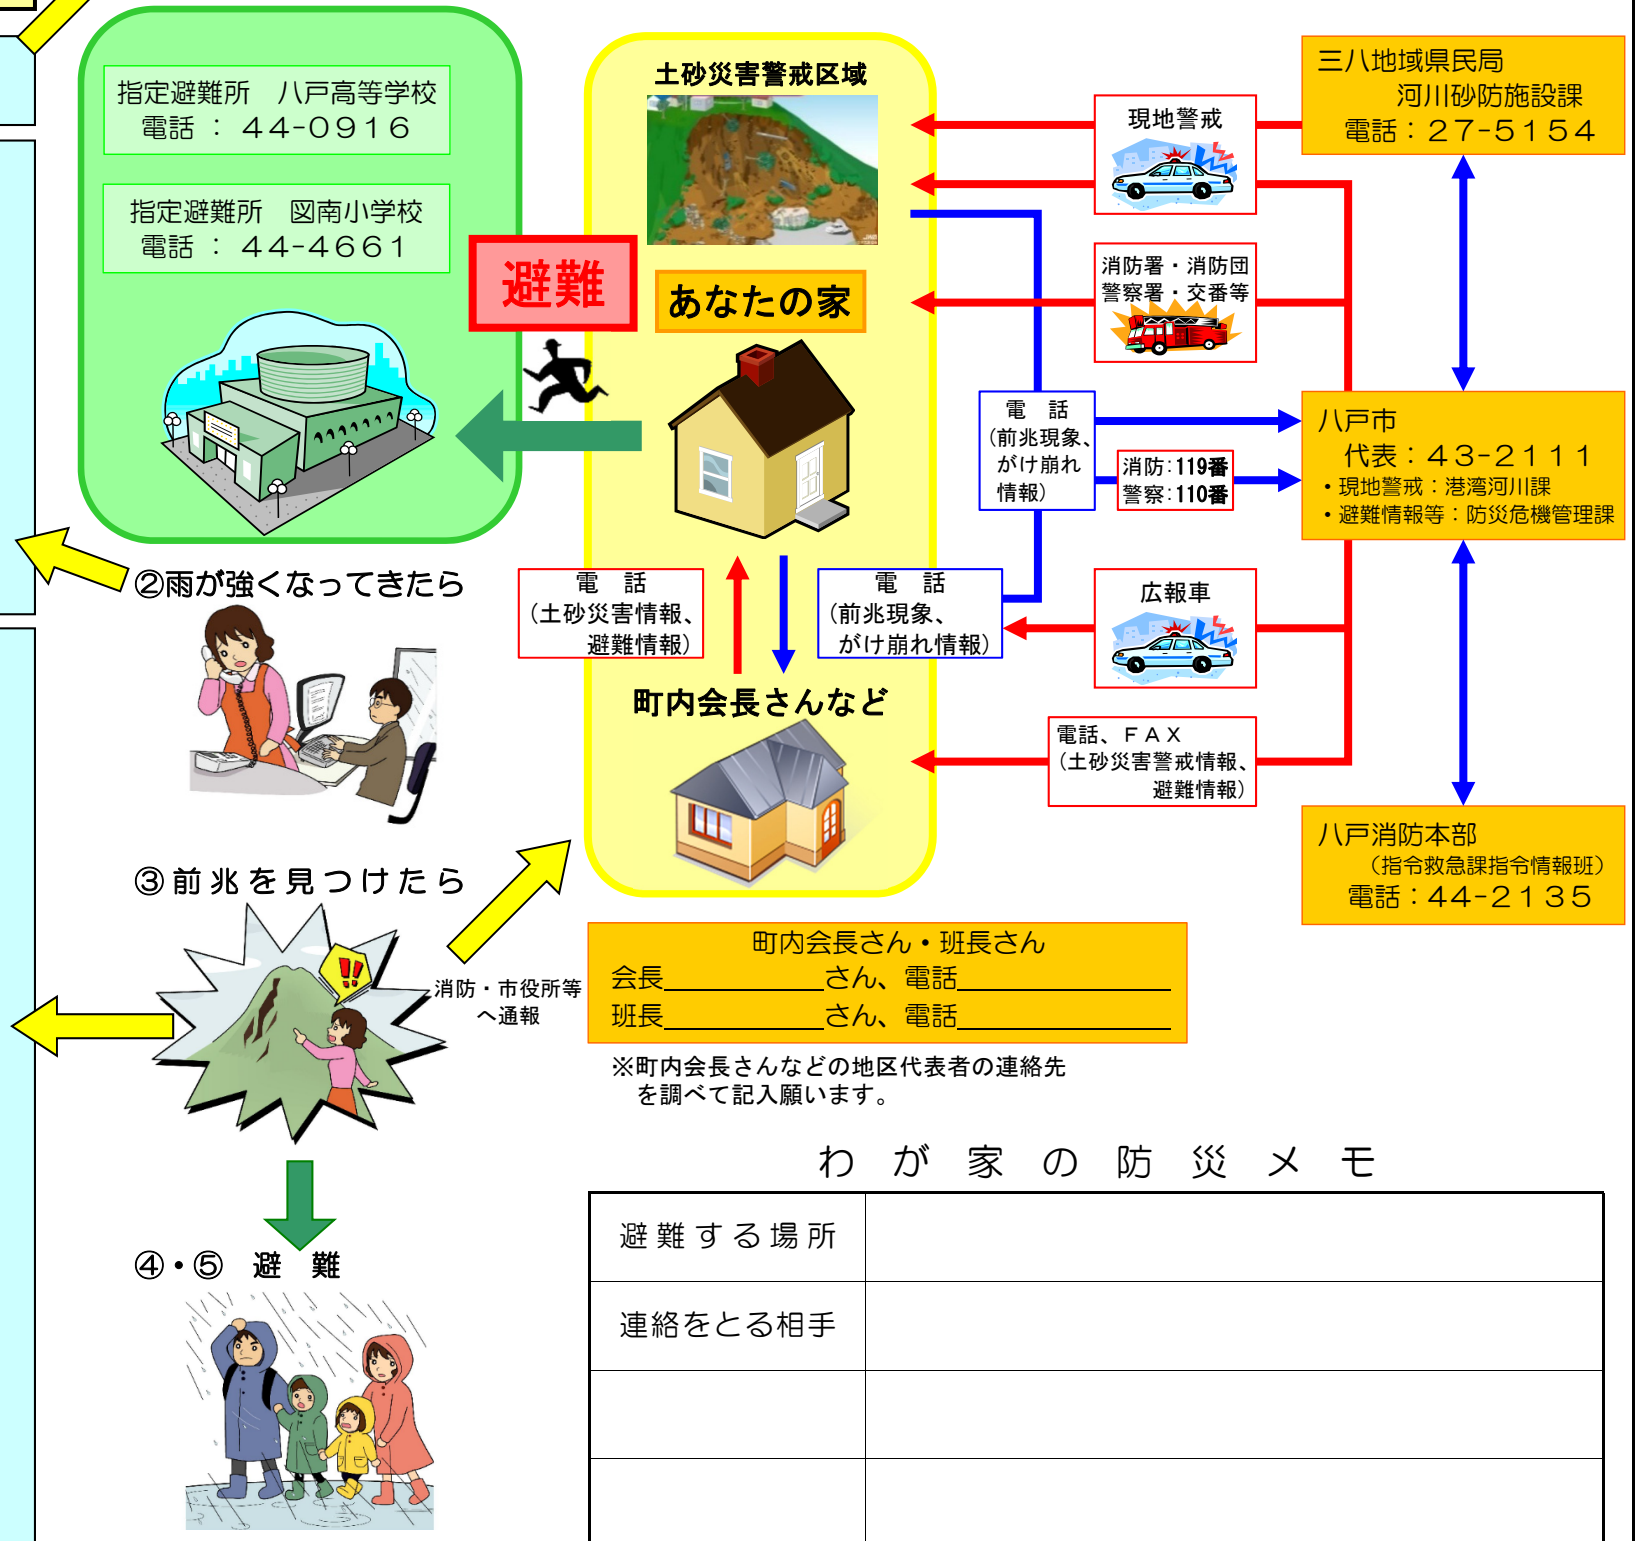 指定避難所　八戸高等学校
電話 ： ４４-０９１６
指定避難所　図南小学校
電話 ： ４４-４６６１
避難
土砂災害警戒区域
あなたの家
現地警戒
消防署・消防団
警察署・交番等
三八地域県民局
河川砂防施設課
電話：２７-５１５４
電　話
（前兆現象、
がけ崩れ
情報）
消防：119番
警察：110番
八戸市
代表：４３-２１１１
・現地警戒：港湾河川課
・避難情報等：防災危機管理課
②雨が強くなってきたら
電　話
（土砂災害情報、
避難情報）
電　話
（前兆現象、
がけ崩れ情報）
広報車
町内会長さんなど
電話、ＦＡＸ
（土砂災害警戒情報、
避難情報）
八戸消防本部
（指令救急課指令情報班）
電話：４４-２１３５
③前兆を見つけたら
!!
消防・市役所等
へ通報
町内会長さん・班長さん
会長＿＿＿＿＿＿さん、電話＿＿＿＿＿＿＿＿
班長＿＿＿＿＿＿さん、電話＿＿＿＿＿＿＿＿
※町内会長さんなどの地区代表者の連絡先
を調べて記入願います。
④・⑤　避　難
わ が 家 の 防 災 メ モ
避難する場所
連絡をとる相手